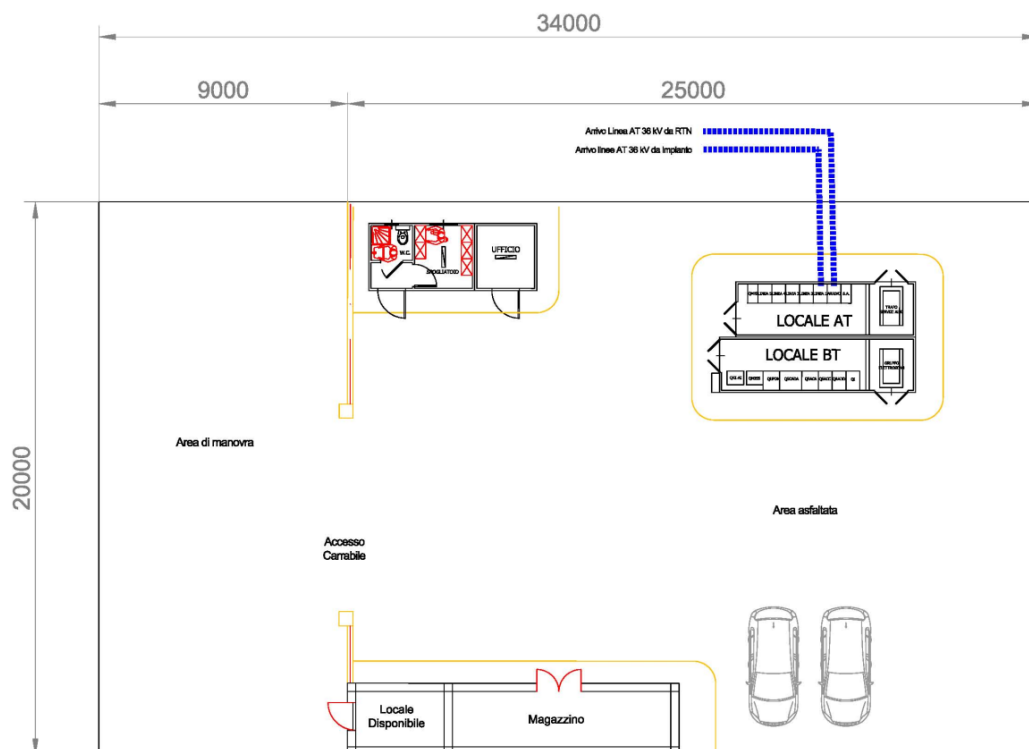 34000
9000
25000
Arrivo Linea AT 36 kV da RTN
Arrivo linee AT 36 kV da Impianto
W.C.
SPOGLIATOIO
UFFICIO
LOCALE AT
LOCALE BT
Area di manovra
20000
Area asfaltata
Accesso
Carrabile
Locale
Disponibile
Magazzino